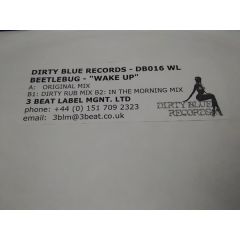 DIRTY BLUE RECORDS - DB016 WL
BEETLEBUG - "WAKE UP"
A: ORIGINAL MIX
B1: DIRTY RUB MIX B2: IN THE MORNING MIX
3 BEAT LABEL MGNT. LTD
phone: +44 (0) 151 709 2323
email: 3blm@3beat.co.uk
DIRTY BLUE
RECORDS